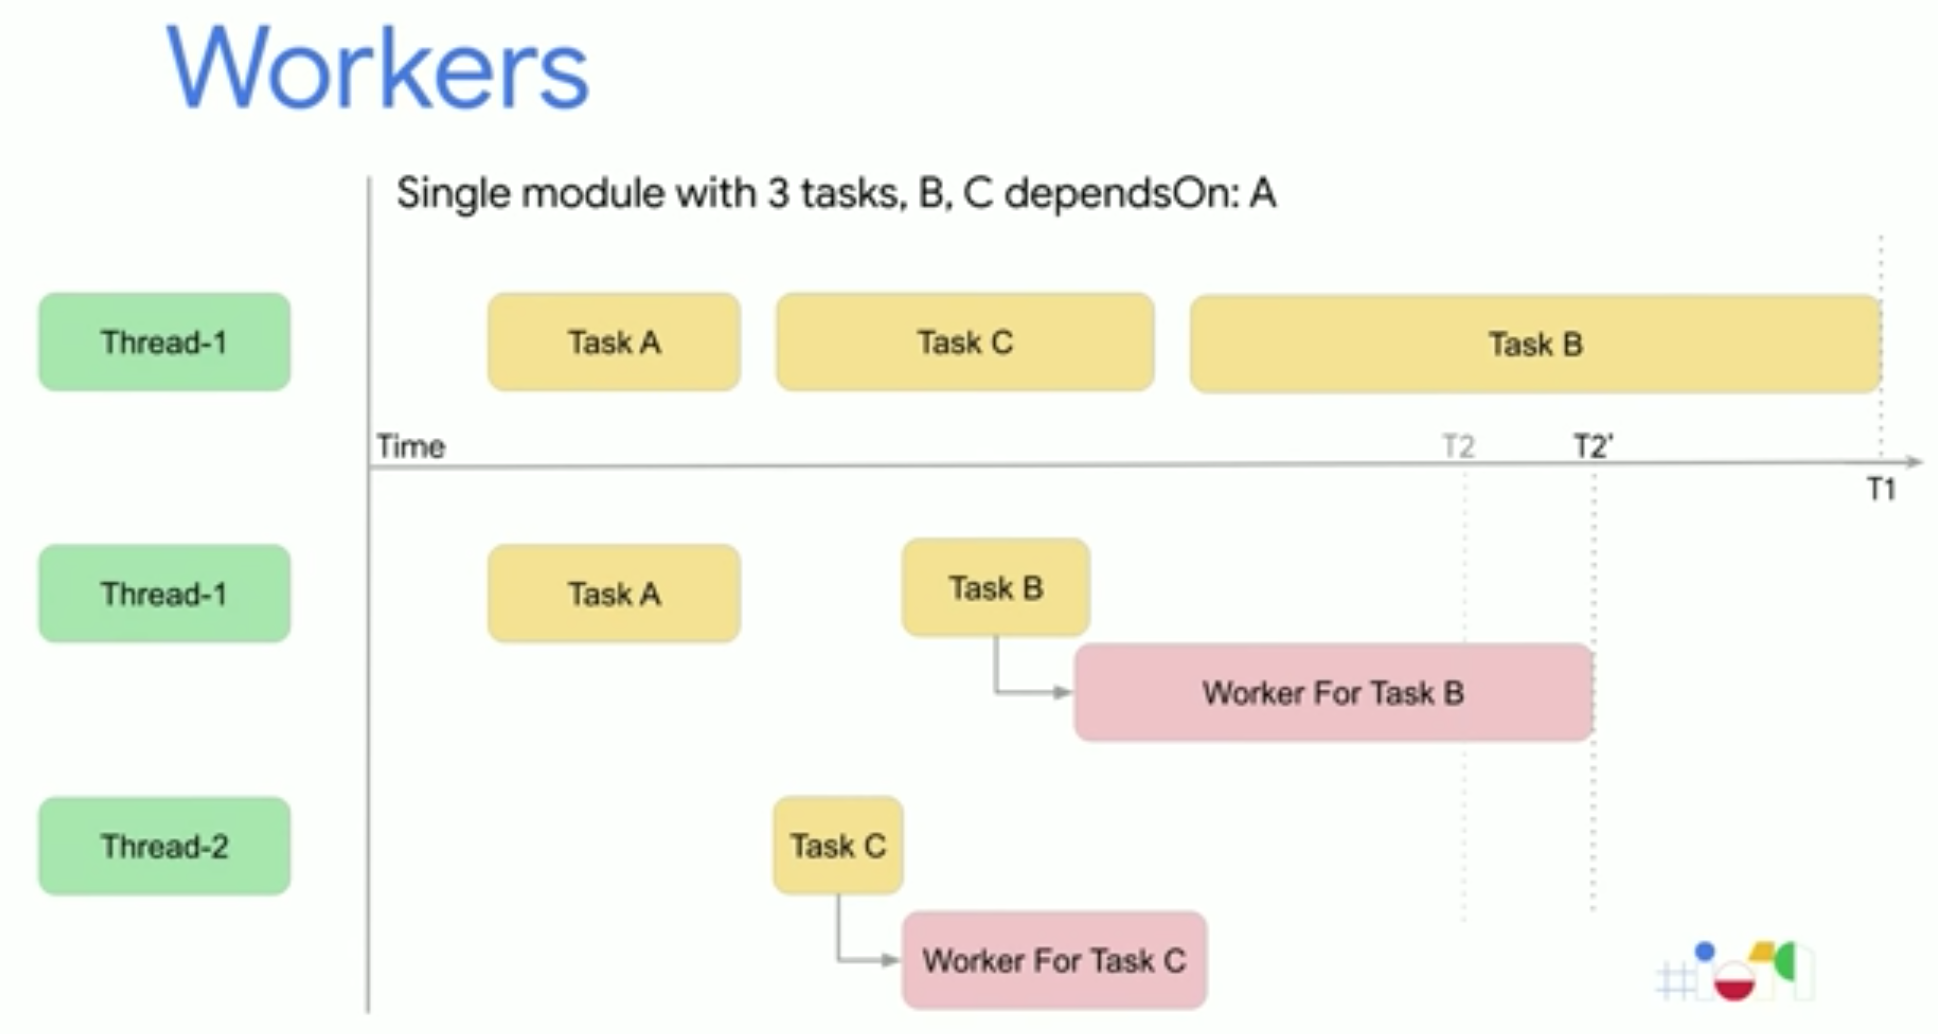 Workers
Single module with 3 tasks, B, C dependsOn: A
Thread-1
Task A
Task C
Task B
Time
T2
T2'
T1
Thread-1
Task A
Task B
Worker For Task B
Thread-2
Task C
Worker For Task C